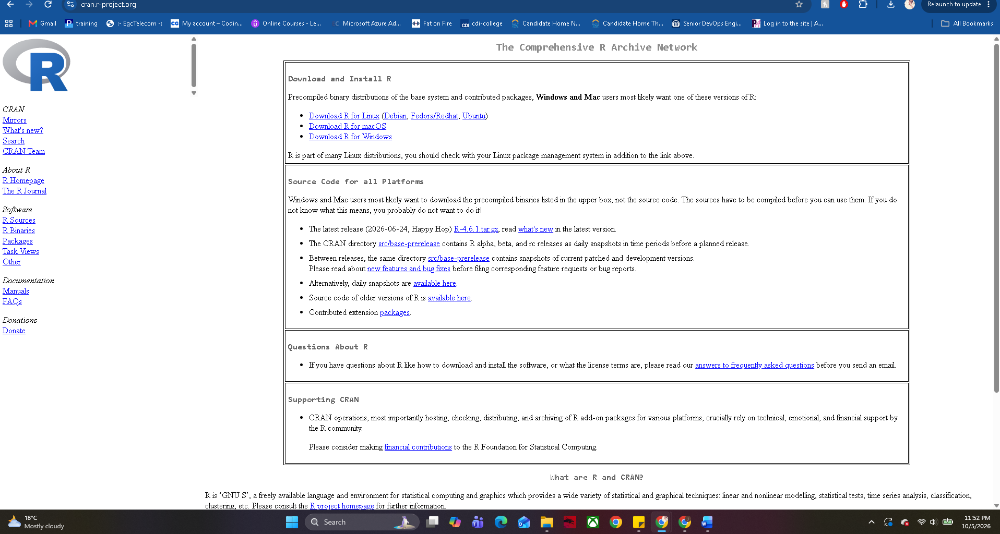 cran.r-project.org
Relaunch to update
Gmail
training
:- EgcTelecom -:
My account – Codin...
Online Courses - Le...
Microsoft Azure Ad...
Fat on Fire
cdi-college
Candidate Home N...
Candidate Home Th...
Senior DevOps Engi...
Log in to the site | A...
All Bookmarks
R
CRAN
Mirrors
What's new?
Search
CRAN Team
About R
R Homepage
The R Journal
Software
R Sources
R Binaries
Packages
Task Views
Other
Documentation
Manuals
FAQs
Donations
Donate
The Comprehensive R Archive Network
Download and Install R
Precompiled binary distributions of the base system and contributed packages, Windows and Mac users most likely want one of these versions of R:
Download R for Linux (Debian, Fedora/Redhat, Ubuntu)
Download R for macOS
Download R for Windows
R is part of many Linux distributions, you should check with your Linux package management system in addition to the link above.
Source Code for all Platforms
Windows and Mac users most likely want to download the precompiled binaries listed in the upper box, not the source code. The sources have to be compiled before you can use them. If you do
not know what this means, you probably do not want to do it!
The latest release (2026-06-24, Happy Hop) R-4.6.1.tar.gz, read what's new in the latest version.
The CRAN directory src/base-prerelease contains R alpha, beta, and rc releases as daily snapshots in time periods before a planned release.
Between releases, the same directory src/base-prerelease contains snapshots of current patched and development versions.
Please read about new features and bug fixes before filing corresponding feature requests or bug reports.
Alternatively, daily snapshots are available here.
Source code of older versions of R is available here.
Contributed extension packages.
Questions About R
If you have questions about R like how to download and install the software, or what the license terms are, please read our answers to frequently asked questions before you send an email.
Supporting CRAN
CRAN operations, most importantly hosting, checking, distributing, and archiving of R add-on packages for various platforms, crucially rely on technical, emotional, and financial support by
the R community.
Please consider making financial contributions to the R Foundation for Statistical Computing.
What are R and CRAN?
R is ‘GNU S’, a freely available language and environment for statistical computing and graphics which provides a wide variety of statistical and graphical techniques: linear and nonlinear modelling, statistical tests, time series analysis, classification,
clustering, etc. Please consult the R project homepage for further information.
18°C
Mostly cloudy
Search
11:52 PM
10/5/2026